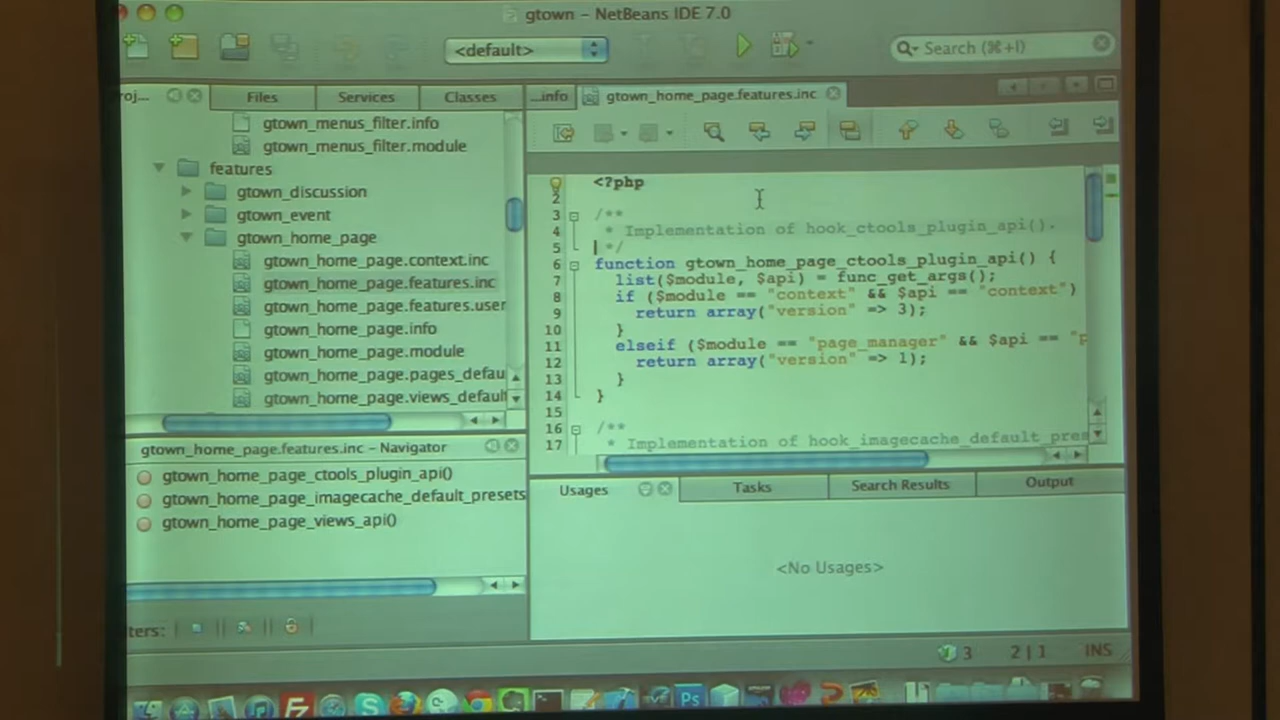 gtown – NetBeans IDE 7.0
<default>
Search (⌘+I)
roj...
Files
Services
Classes
...info
gtown_home_page.features.inc
gtown_menus_filter.info
gtown_menus_filter.module
features
gtown_discussion
gtown_event
gtown_home_page
gtown_home_page.context.inc
gtown_home_page.features.inc
gtown_home_page.features.user
gtown_home_page.info
gtown_home_page.module
gtown_home_page.pages_defau
gtown_home_page.views_defaul
1 <?php
2
3 /**
4 * Implementation of hook_ctools_plugin_api().
5 */
6 function gtown_home_page_ctools_plugin_api() {
7 list($module, $api) = func_get_args();
8 if ($module == "context" && $api == "context")
9 return array("version" => 3);
10 }
11 elseif ($module == "page_manager" && $api == "p
12 return array("version" => 1);
13 }
14 }
15
16 /**
17 * Implementation of hook_imagecache_default_pres
gtown_home_page.features.inc – Navigator
gtown_home_page_ctools_plugin_api()
gtown_home_page_imagecache_default_presets
gtown_home_page_views_api()
lters:
Usages
Tasks
Search Results
Output
<No Usages>
3
2|1
INS
Fz
S
Ps